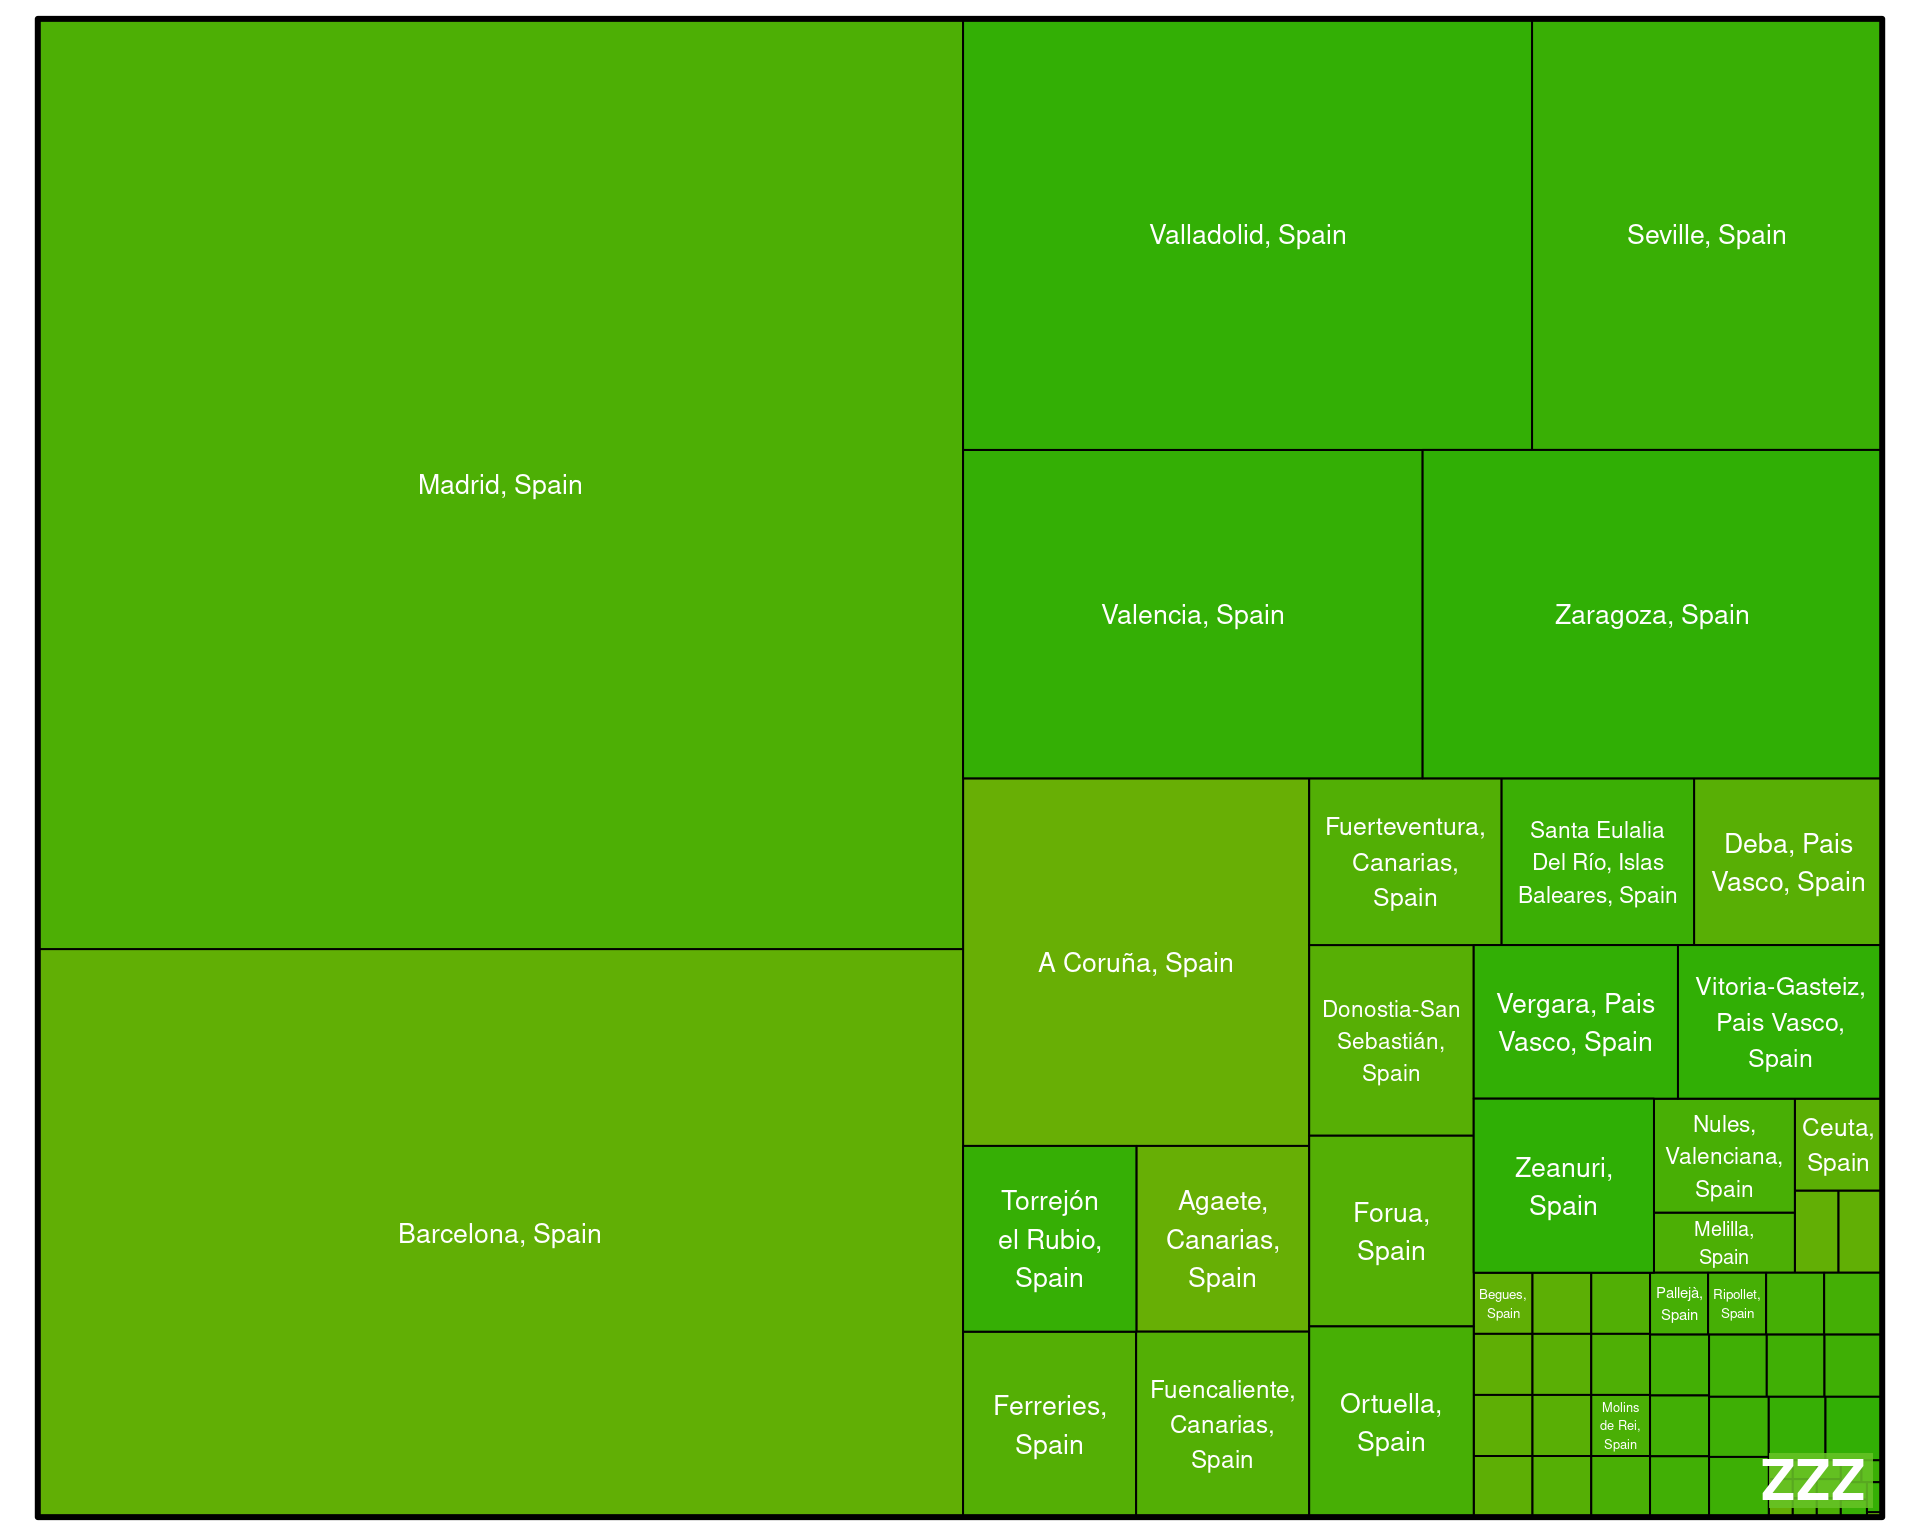 Madrid, Spain
Barcelona, Spain
Valladolid, Spain
Seville, Spain
Valencia, Spain
Zaragoza, Spain
A Coruña, Spain
Fuerteventura,
Canarias,
Spain
Santa Eulalia
Del Río, Islas
Baleares, Spain
Deba, Pais
Vasco, Spain
Donostia-San
Sebastián,
Spain
Vergara, Pais
Vasco, Spain
Vitoria-Gasteiz,
Pais Vasco,
Spain
Torrejón
el Rubio,
Spain
Agaete,
Canarias,
Spain
Forua,
Spain
Zeanuri,
Spain
Nules,
Valenciana,
Spain
Ceuta,
Spain
Melilla,
Spain
Ferreries,
Spain
Fuencaliente,
Canarias,
Spain
Ortuella,
Spain
Begues,
Spain
Pallejà,
Spain
Ripollet,
Spain
Molins
de Rei,
Spain
ZZZ